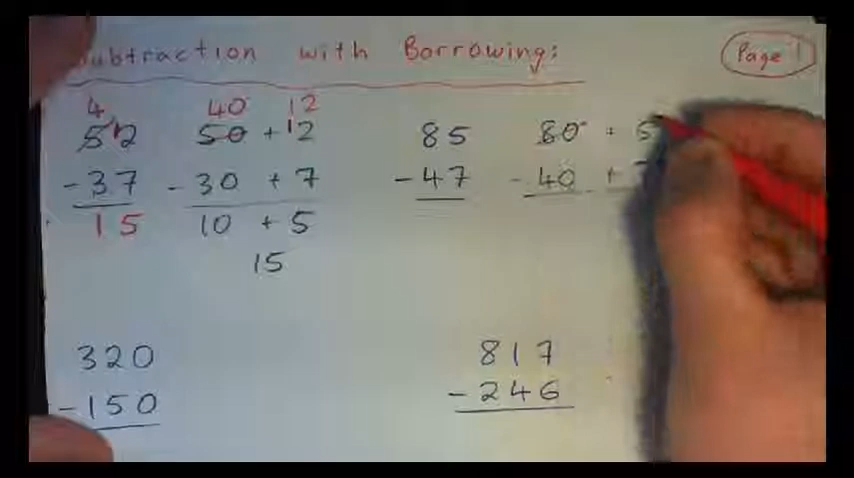 Subtraction with Borrowing:
Page 1
4 40 12
52 50 + 12 85 80 + 5
- 37 - 30 + 7 - 47 - 40 +
15 10 + 5
15
320 817
- 150 - 246